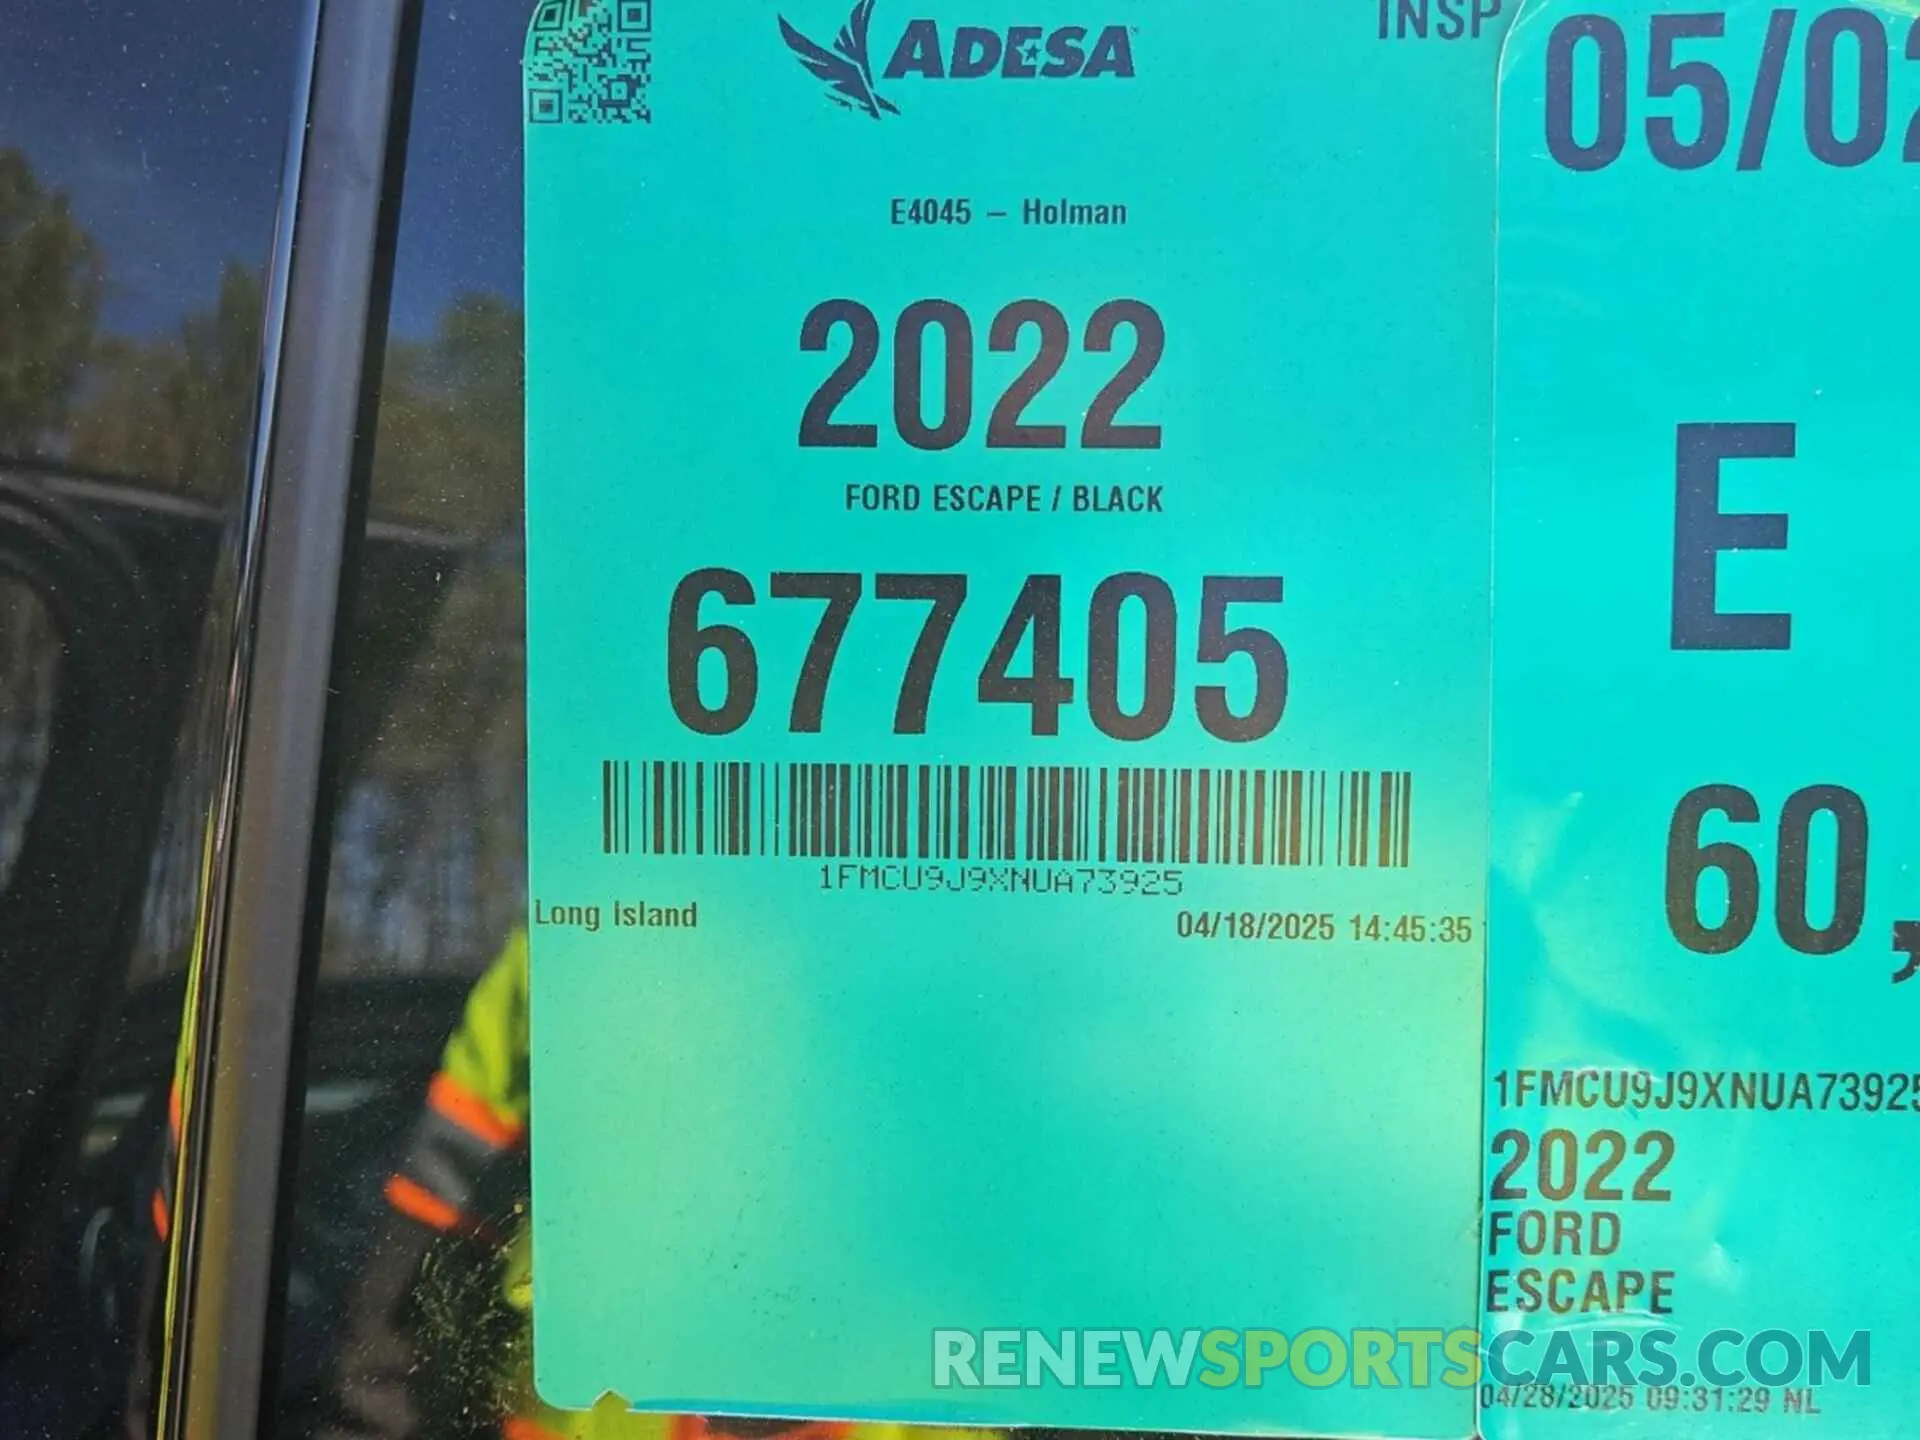 ADESA
INSP
E4045 – Holman
2022
FORD ESCAPE / BLACK
677405
1FMCU9J9XNUA73925
Long Island
04/18/2025 14:45:35
05/02
E
60,
1FMCU9J9XNUA73925
2022
FORD
ESCAPE
RENEWSPORTSCARS.COM
04/28/2025 09:31:29 NL